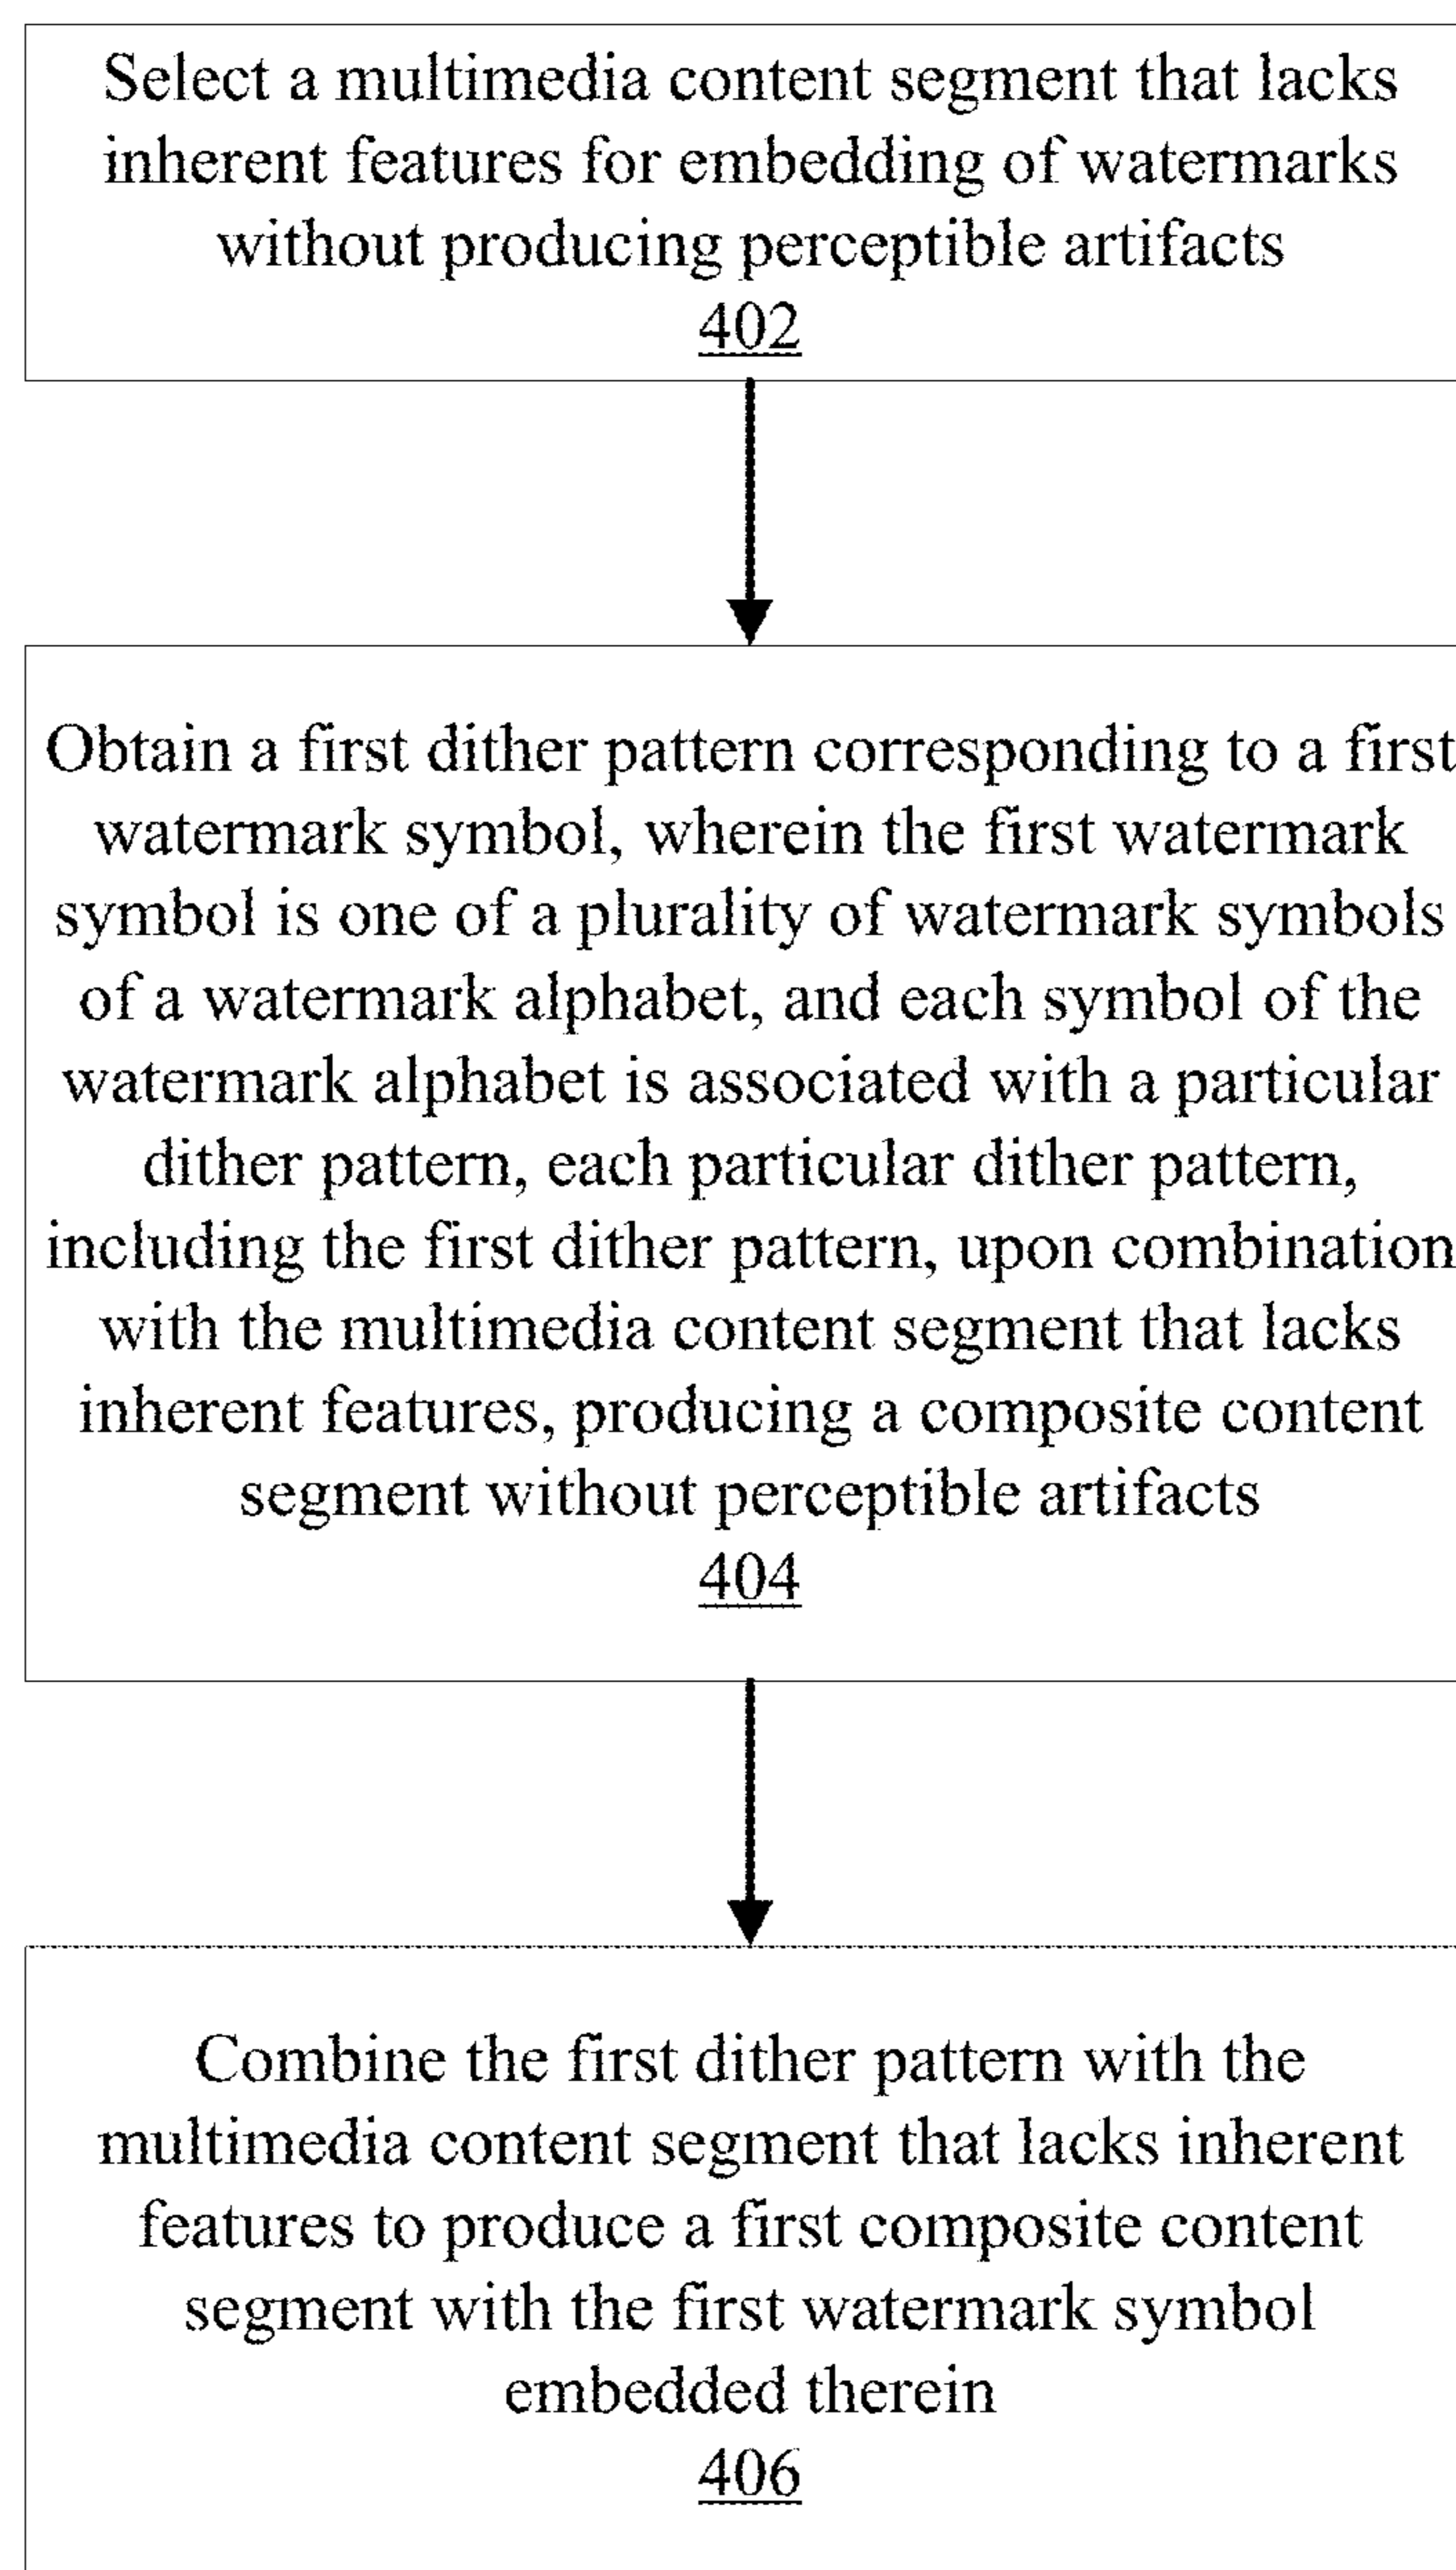 Select a multimedia content segment that lacks
inherent features for embedding of watermarks
without producing perceptible artifacts
402
Obtain a first dither pattern corresponding to a first
watermark symbol, wherein the first watermark
symbol is one of a plurality of watermark symbols
of a watermark alphabet, and each symbol of the
watermark alphabet is associated with a particular
dither pattern, each particular dither pattern,
including the first dither pattern, upon combination
with the multimedia content segment that lacks
inherent features, producing a composite content
segment without perceptible artifacts
404
Combine the first dither pattern with the
multimedia content segment that lacks inherent
features to produce a first composite content
segment with the first watermark symbol
embedded therein
406